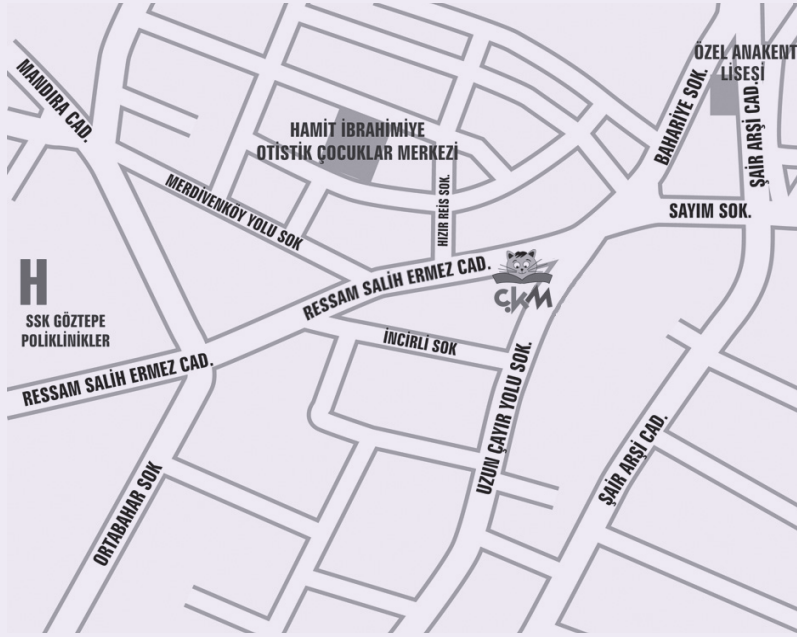 MANDIRA CAD.
ÖZEL ANAKENT
LİSESİ
BAHARİYE SOK.
ŞAİR ARŞİ CAD.
HAMİT İBRAHİMİYE
OTİSTİK ÇOCUKLAR MERKEZİ
MERDİVENKÖY YOLU SOK
HIZIR REİS SOK.
SAYIM SOK.
H
SSK GÖZTEPE
POLİKLİNİKLER
RESSAM SALİH ERMEZ CAD.
ÇKM
İNCİRLİ SOK
RESSAM SALİH ERMEZ CAD.
UZUN ÇAYIR YOLU SOK.
ŞAİR ARŞİ CAD.
ORTABAHAR SOK